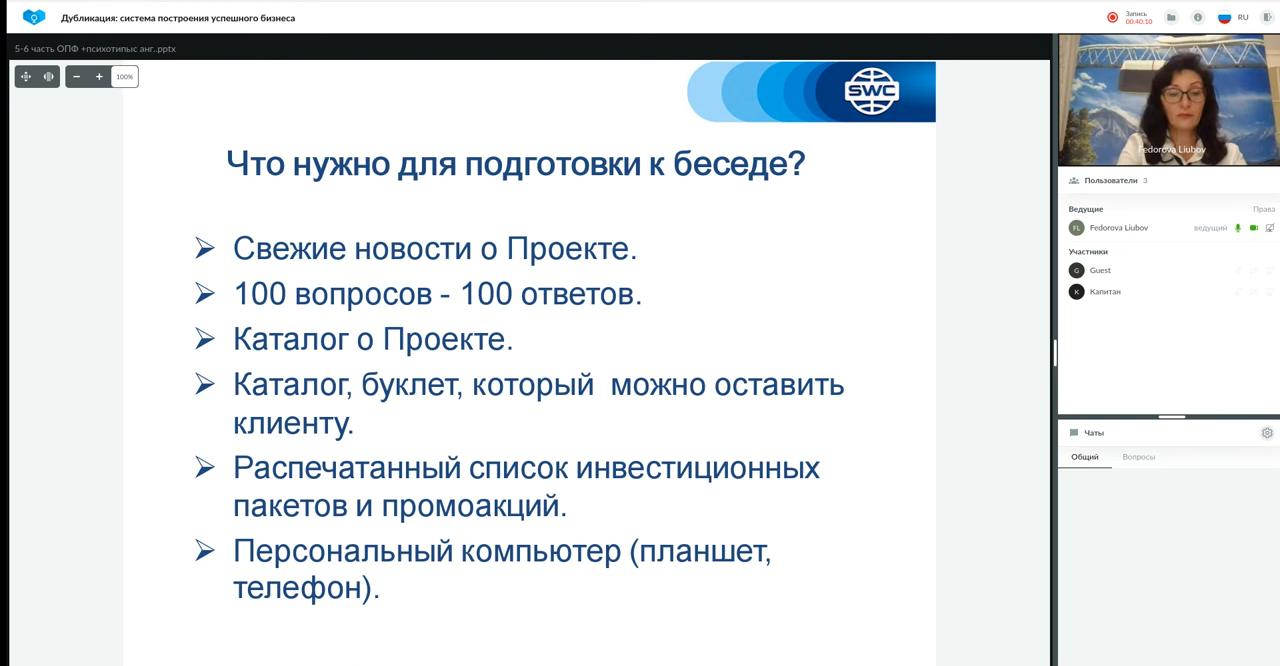 Дубликация: система построения успешного бизнеса
Запись
00:40:10
RU
5-6 часть ОПФ +психотипыс анг..pptx
100%
SWC
Что нужно для подготовки к беседе?
Свежие новости о Проекте.
100 вопросов - 100 ответов.
Каталог о Проекте.
Каталог, буклет, который можно оставить
клиенту.
Распечатанный список инвестиционных
пакетов и промоакций.
Персональный компьютер (планшет,
телефон).
Fedorova Liubov
Пользователи 3
Ведущие Права
FL Fedorova Liubov ведущий
Участники
G Guest
К Капитан
Чаты
Общий Вопросы